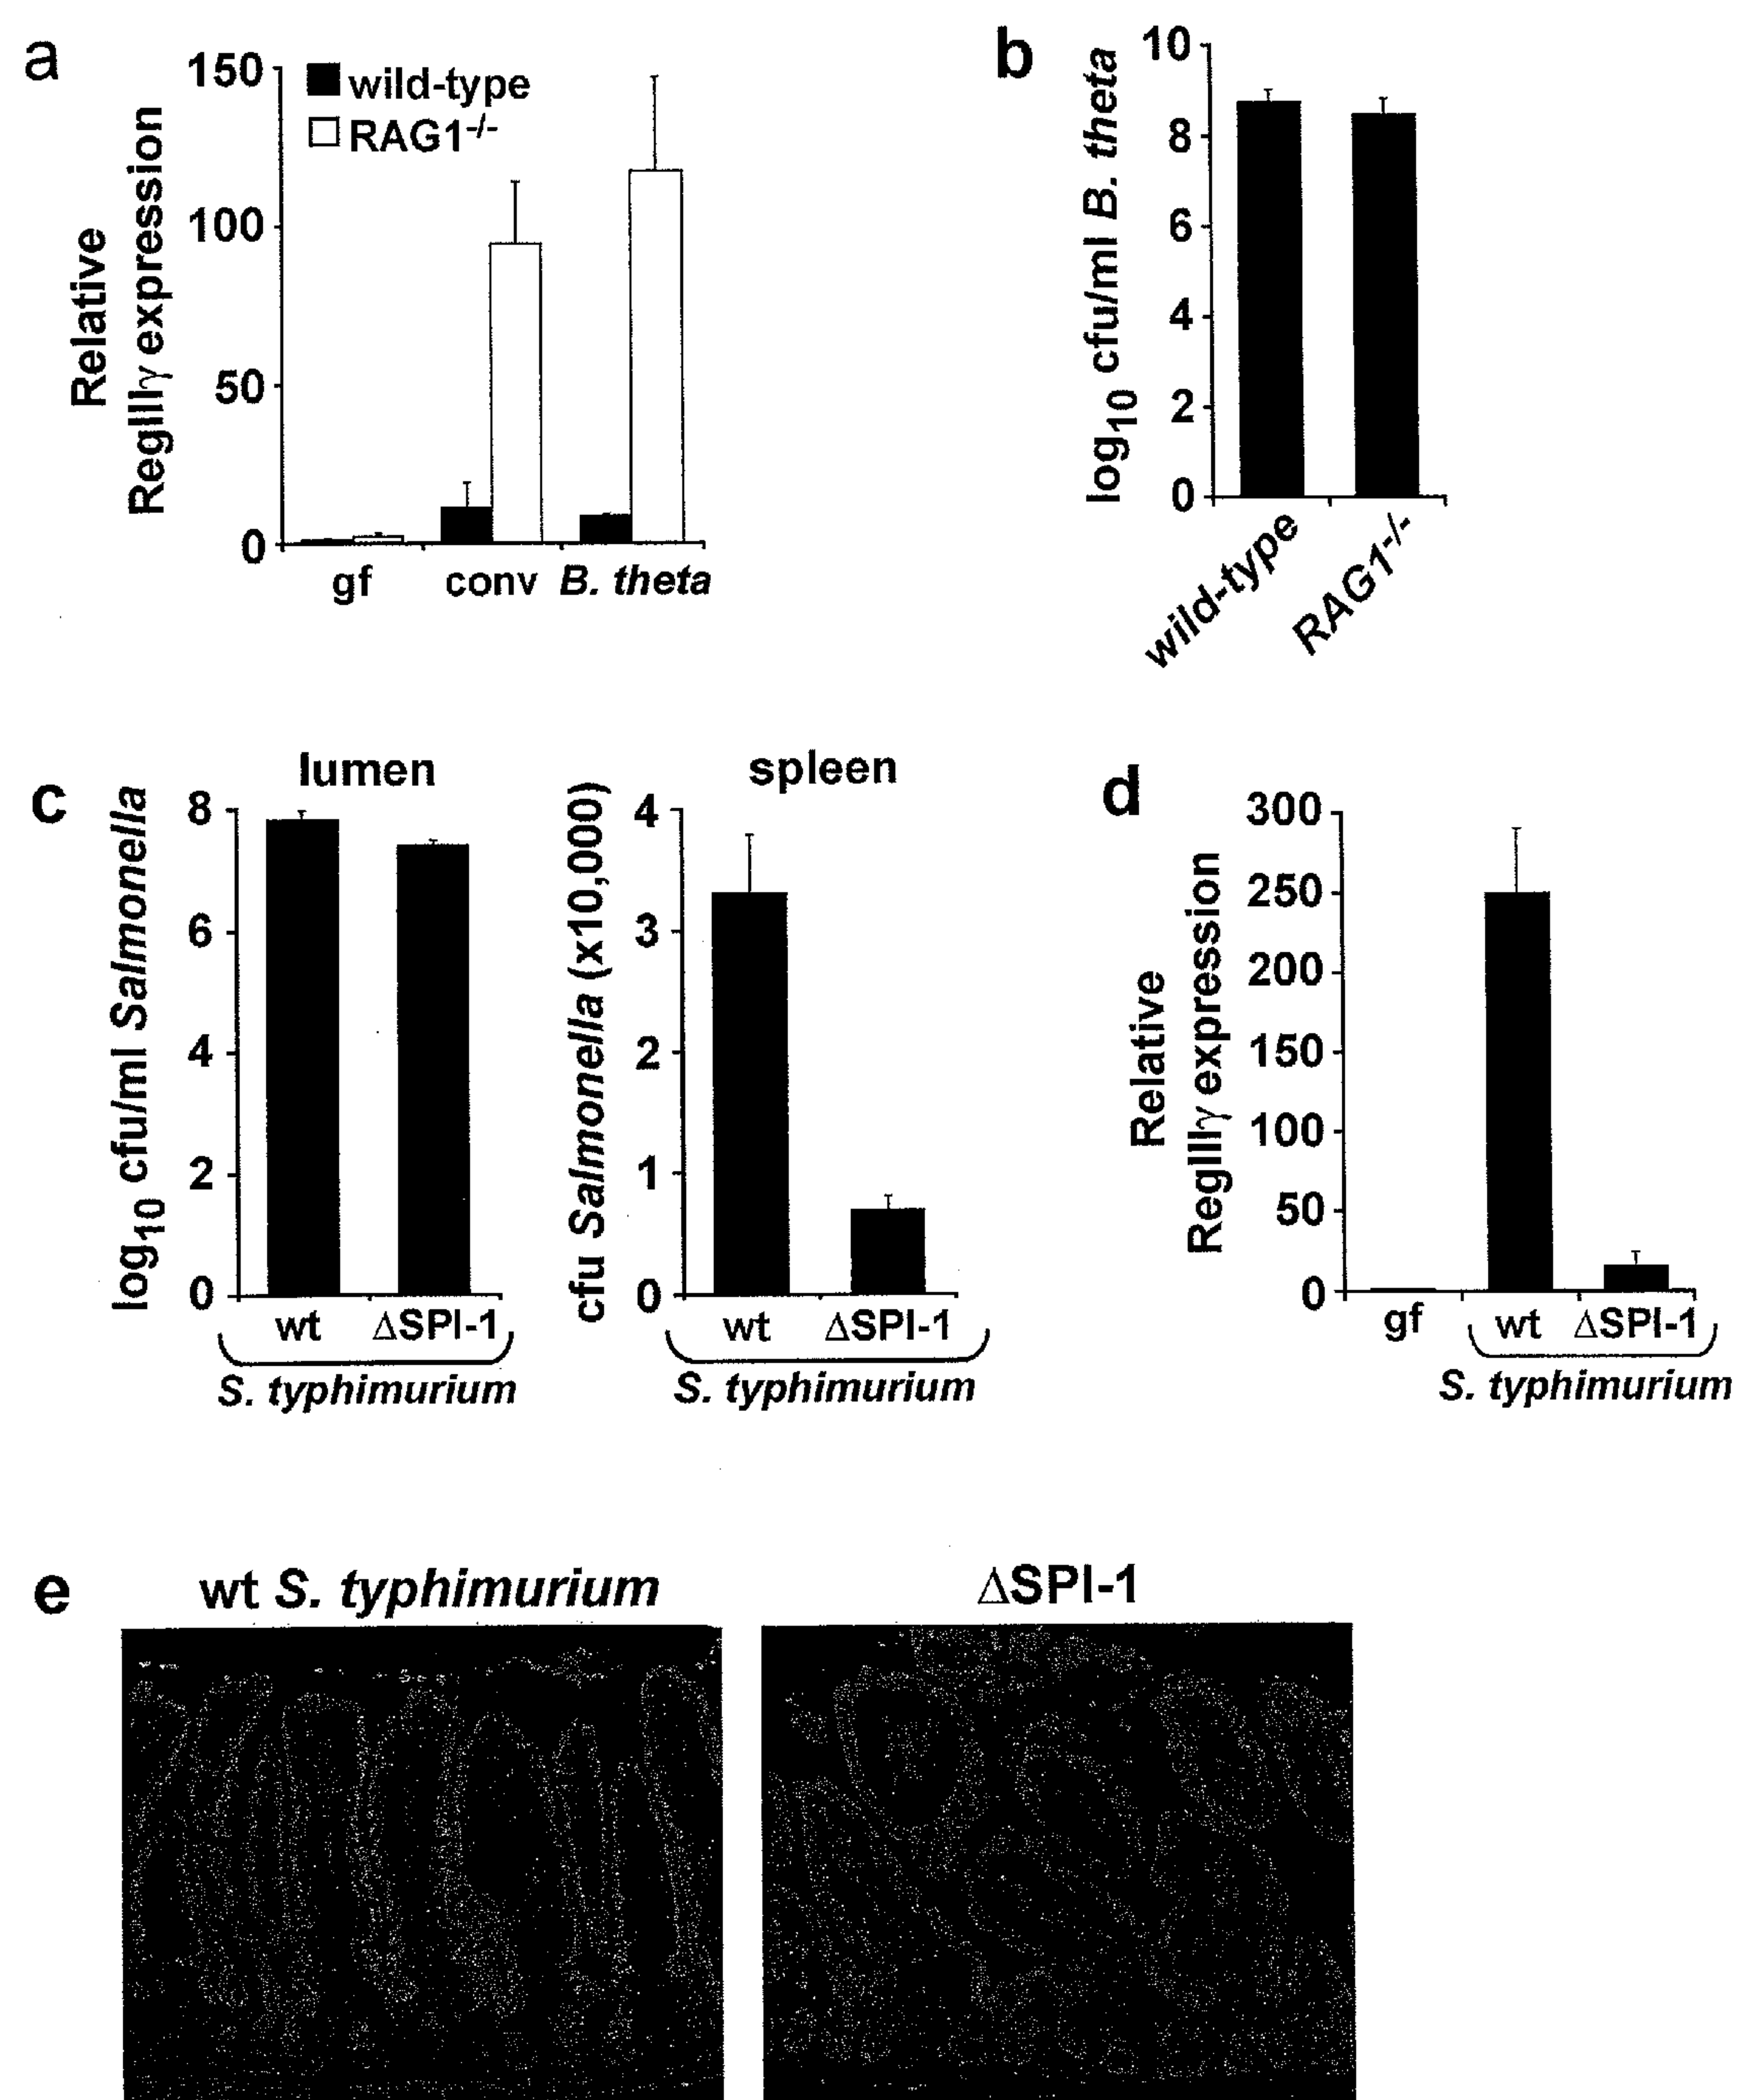 a
150
100
50
0
Relative
RegIIIγ expression
wild-type
RAG1-/-
gf conv B. theta
b
10
8
6
4
2
0
log10 cfu/ml B. theta
wild-type
RAG1-/-
c
lumen
8
6
4
2
0
log10 cfu/ml Salmonella
wt ΔSPI-1
S. typhimurium
spleen
4
3
2
1
0
cfu Salmonella (x10,000)
wt ΔSPI-1
S. typhimurium
d
300
250
200
150
100
50
0
Relative
RegIIIγ expression
gf wt ΔSPI-1
S. typhimurium
e
wt S. typhimurium
ΔSPI-1